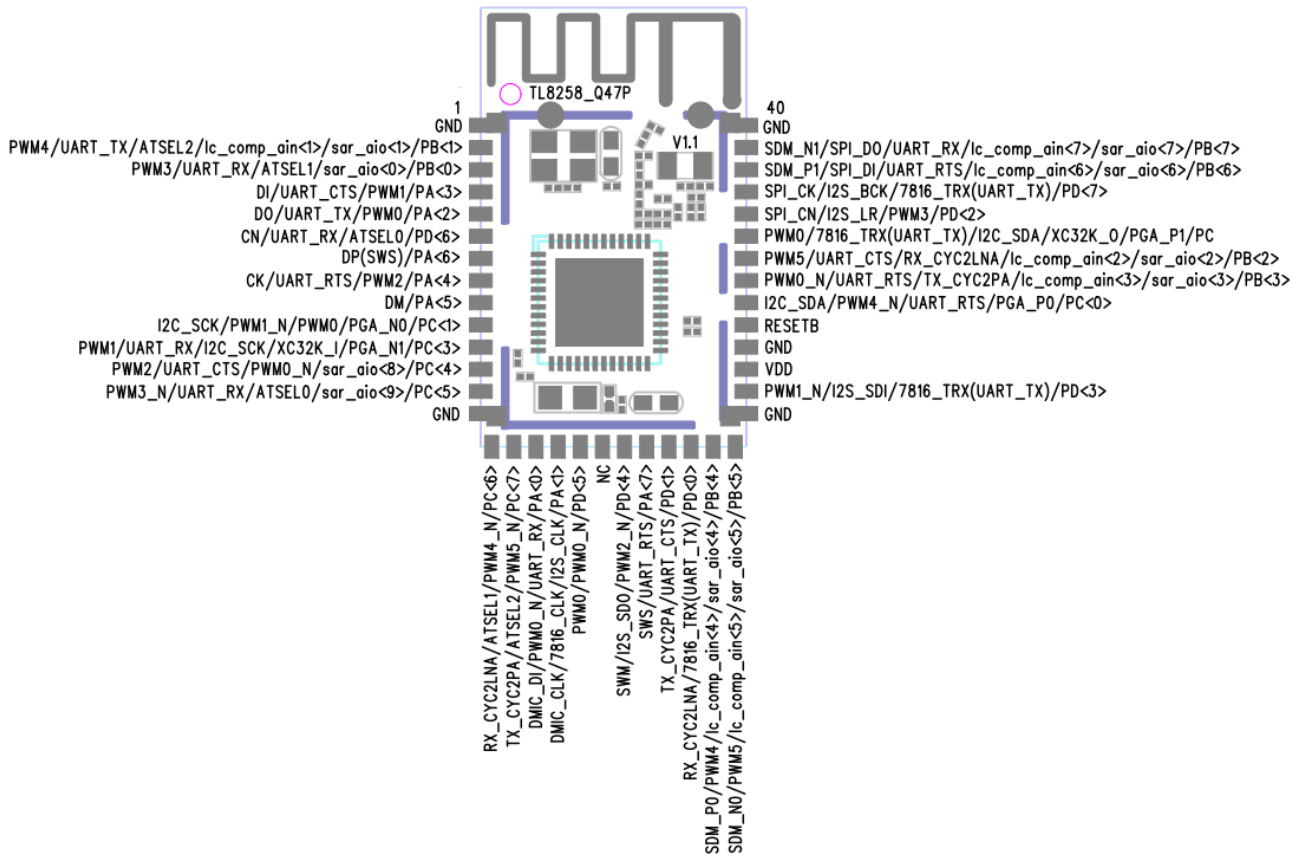 TL8258_Q47P
V1.1
1
GND
PWM4/UART_TX/ATSEL2/lc_comp_ain<1>/sar_aio<1>/PB<1>
PWM3/UART_RX/ATSEL1/sar_aio<0>/PB<0>
DI/UART_CTS/PWM1/PA<3>
DO/UART_TX/PWM0/PA<2>
CN/UART_RX/ATSEL0/PD<6>
DP(SWS)/PA<6>
CK/UART_RTS/PWM2/PA<4>
DM/PA<5>
I2C_SCK/PWM1_N/PWM0/PGA_N0/PC<1>
PWM1/UART_RX/I2C_SCK/XC32K_I/PGA_N1/PC<3>
PWM2/UART_CTS/PWM0_N/sar_aio<8>/PC<4>
PWM3_N/UART_RX/ATSEL0/sar_aio<9>/PC<5>
GND
RX_CYC2LNA/ATSEL1/PWM4_N/PC<6>
TX_CYC2PA/ATSEL2/PWM5_N/PC<7>
DMIC_DI/PWM0_N/UART_RX/PA<0>
DMIC_CLK/7816_CLK/I2S_CLK/PA<1>
PWM0/PWM0_N/PD<5>
NC
SWM/I2S_SDO/PWM2_N/PD<4>
SWS/UART_RTS/PA<7>
TX_CYC2PA/UART_CTS/PD<1>
RX_CYC2LNA/7816_TRX(UART_TX)/PD<0>
SDM_P0/PWM4/lc_comp_ain<4>/sar_aio<4>/PB<4>
SDM_N0/PWM5/lc_comp_ain<5>/sar_aio<5>/PB<5>
40
GND
SDM_N1/SPI_DO/UART_RX/lc_comp_ain<7>/sar_aio<7>/PB<7>
SDM_P1/SPI_DI/UART_RTS/lc_comp_ain<6>/sar_aio<6>/PB<6>
SPI_CK/I2S_BCK/7816_TRX(UART_TX)/PD<7>
SPI_CN/I2S_LR/PWM3/PD<2>
PWM0/7816_TRX(UART_TX)/I2C_SDA/XC32K_O/PGA_P1/PC
PWM5/UART_CTS/RX_CYC2LNA/lc_comp_ain<2>/sar_aio<2>/PB<2>
PWM0_N/UART_RTS/TX_CYC2PA/lc_comp_ain<3>/sar_aio<3>/PB<3>
I2C_SDA/PWM4_N/UART_RTS/PGA_P0/PC<0>
RESETB
GND
VDD
PWM1_N/I2S_SDI/7816_TRX(UART_TX)/PD<3>
GND